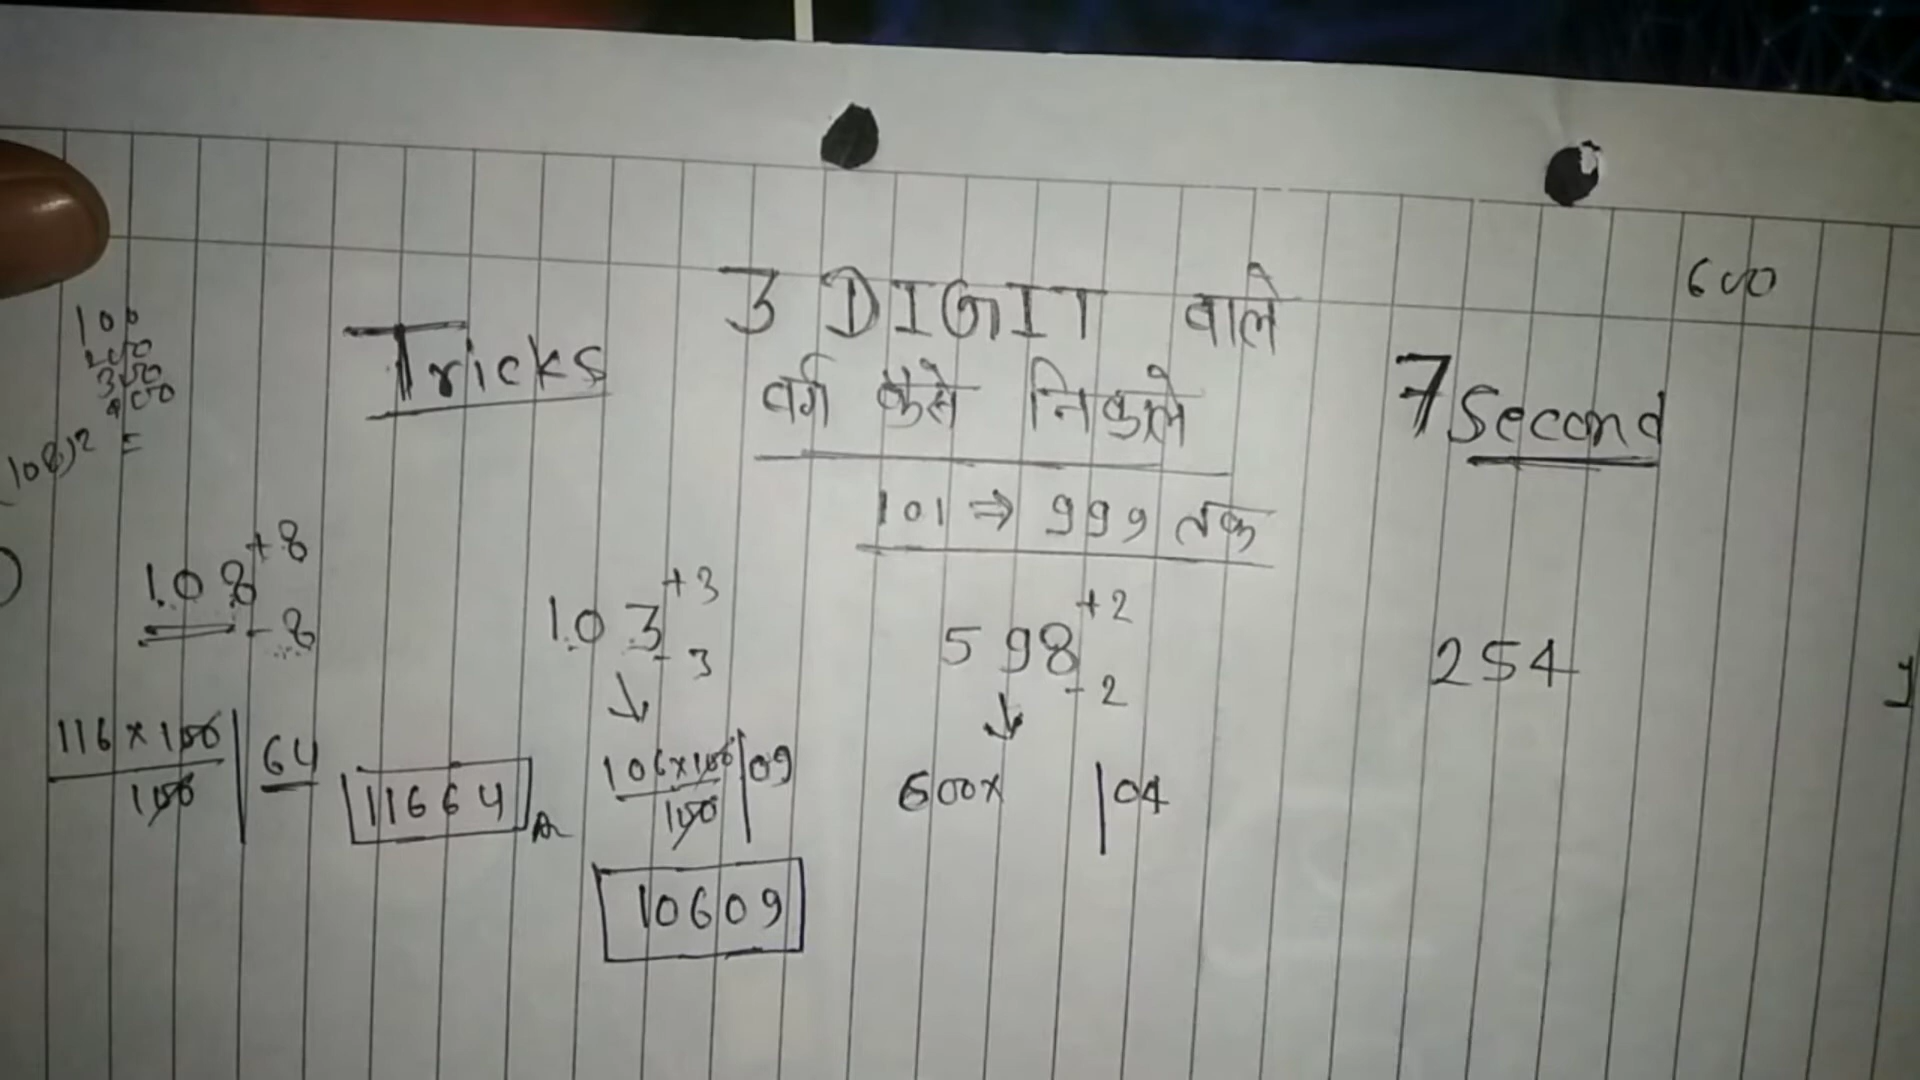 600
3 DIGIT वाले
Tricks
वर्ग कैसे निकाले
7 Second
100
200
300
400
(108)² =
101 ⇒ 999 तक
108 +8
-8
103 +3
-3
598 +2
-2
254
116 × 100 | 64
100
11664
106×100 | 09
100
10609
600× | 04